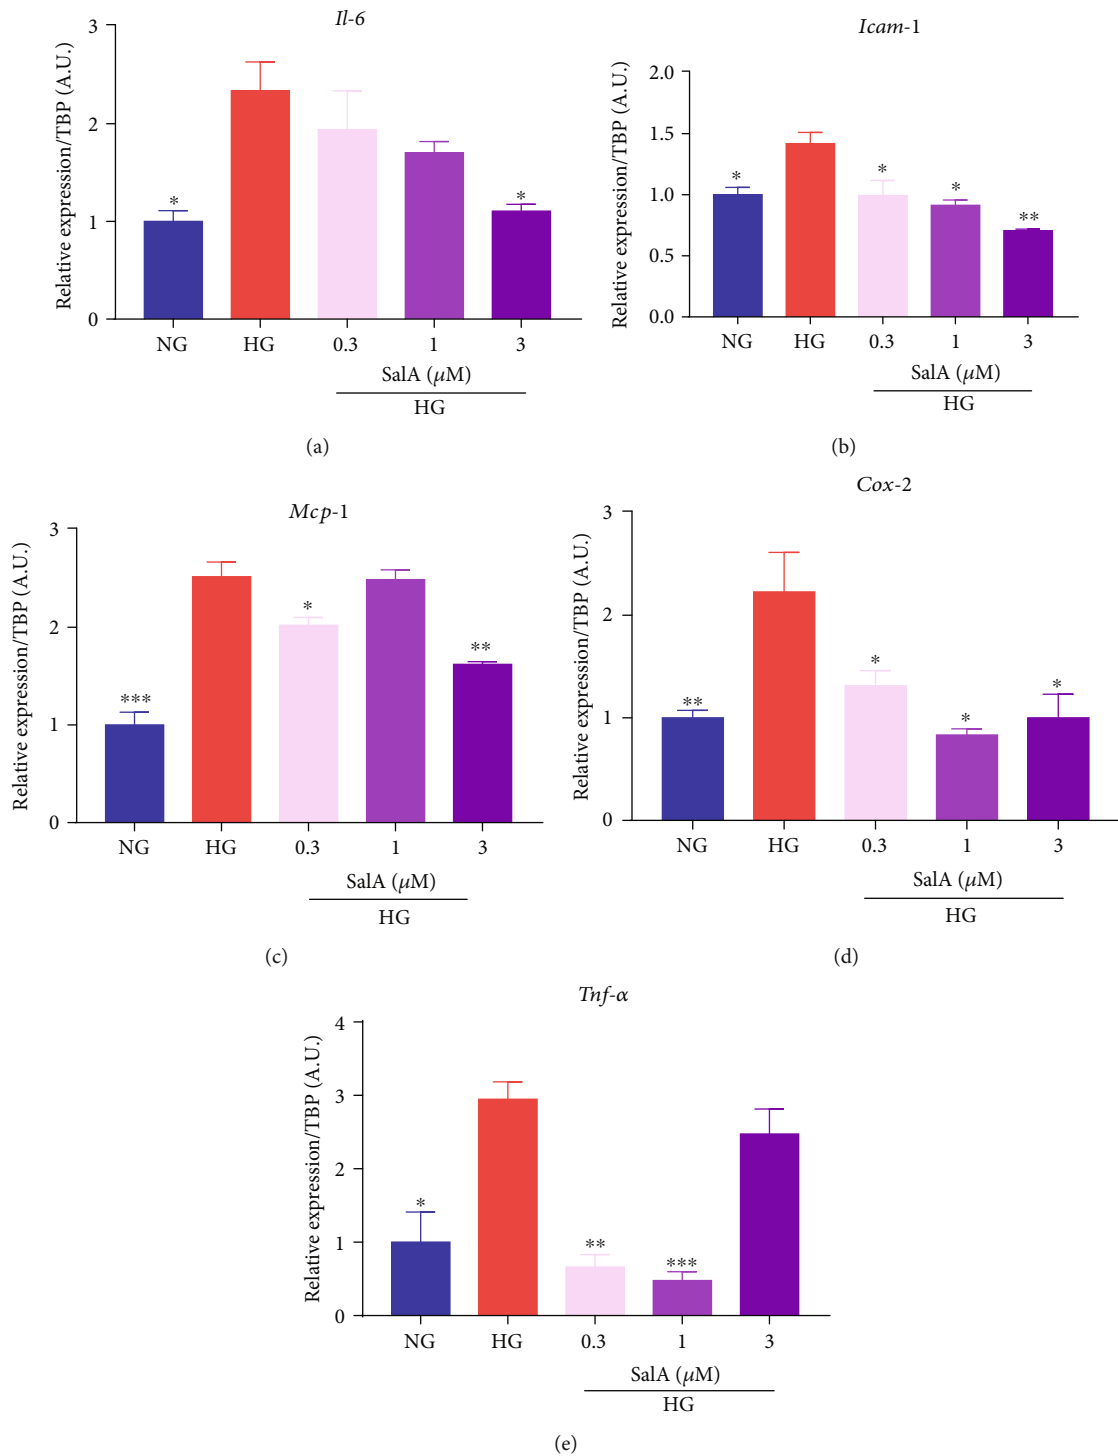 Il-6
Relative expression/TBP (A.U.)
3
2
1
0
*
*
NG HG 0.3 1 3
SalA (μM)
HG
(a)
Icam-1
Relative expression/TBP (A.U.)
2.0
1.5
1.0
0.5
0.0
*
*
*
**
NG HG 0.3 1 3
SalA (μM)
HG
(b)
Mcp-1
Relative expression/TBP (A.U.)
3
2
1
0
***
*
**
NG HG 0.3 1 3
SalA (μM)
HG
(c)
Cox-2
Relative expression/TBP (A.U.)
3
2
1
0
**
*
*
*
NG HG 0.3 1 3
SalA (μM)
HG
(d)
Tnf-α
Relative expression/TBP (A.U.)
4
3
2
1
0
*
**
***
NG HG 0.3 1 3
SalA (μM)
HG
(e)